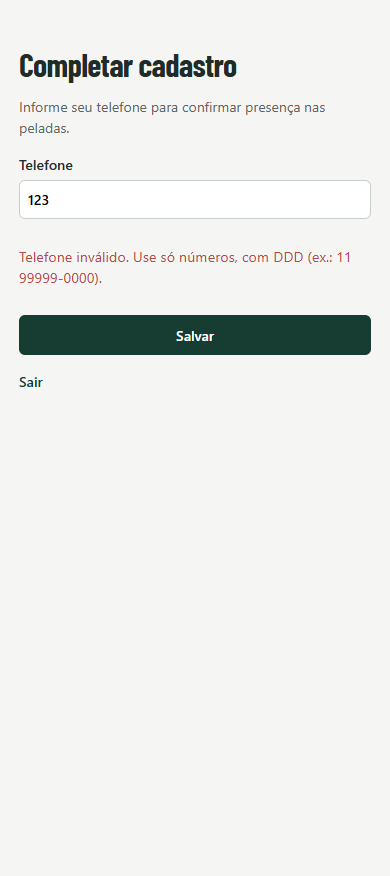 Completar cadastro
Informe seu telefone para confirmar presença nas
peladas.
Telefone
123
Telefone inválido. Use só números, com DDD (ex.: 11
99999-0000).
Salvar
Sair